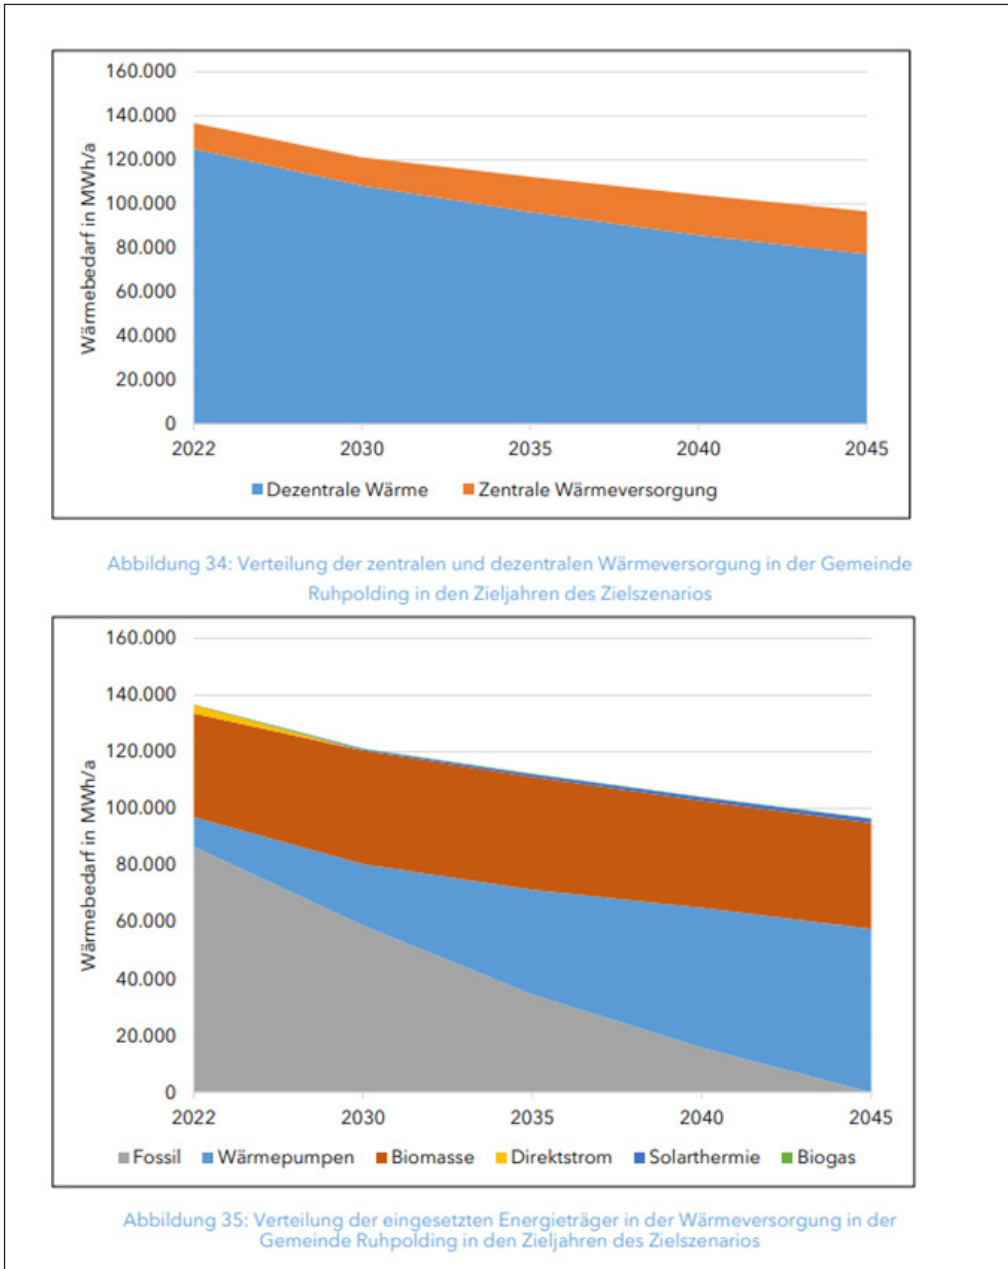 160.000
140.000
120.000
100.000
80.000
60.000
40.000
20.000
0
Wärmebedarf in MWh/a
2022 2030 2035 2040 2045
Dezentrale Wärme Zentrale Wärmeversorgung
Abbildung 34: Verteilung der zentralen und dezentralen Wärmeversorgung in der Gemeinde
Ruhpolding in den Zieljahren des Zielszenarios
160.000
140.000
120.000
100.000
80.000
60.000
40.000
20.000
0
Wärmebedarf in MWh/a
2022 2030 2035 2040 2045
Fossil Wärmepumpen Biomasse Direktstrom Solarthermie Biogas
Abbildung 35: Verteilung der eingesetzten Energieträger in der Wärmeversorgung in der
Gemeinde Ruhpolding in den Zieljahren des Zielszenarios